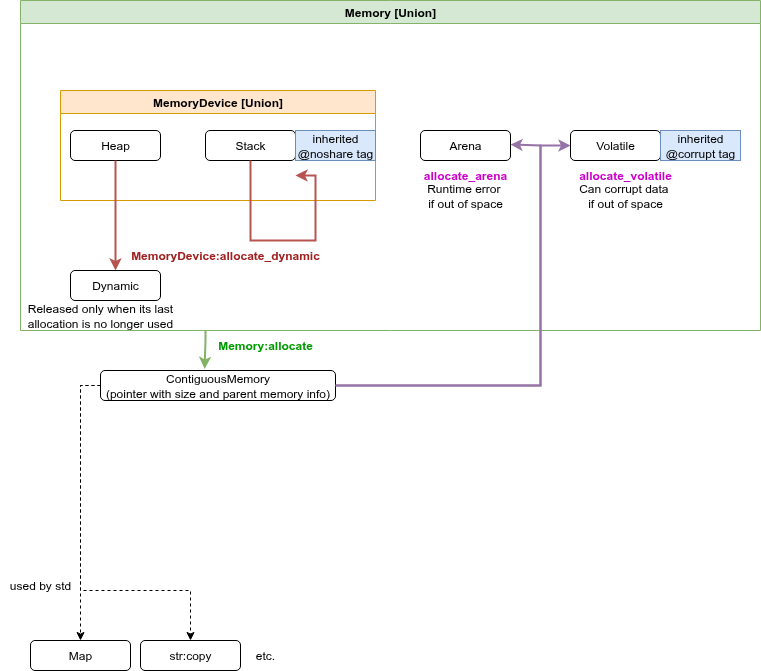 Memory [Union]
MemoryDevice [Union]
Heap
Stack
inherited
@noshare tag
Arena
Volatile
inherited
@corrupt tag
allocate_arena
Runtime error
if out of space
allocate_volatile
Can corrupt data
if out of space
MemoryDevice:allocate_dynamic
Dynamic
Released only when its last
allocation is no longer used
Memory:allocate
ContiguousMemory
(pointer with size and parent memory info)
used by std
Map
str:copy
etc.